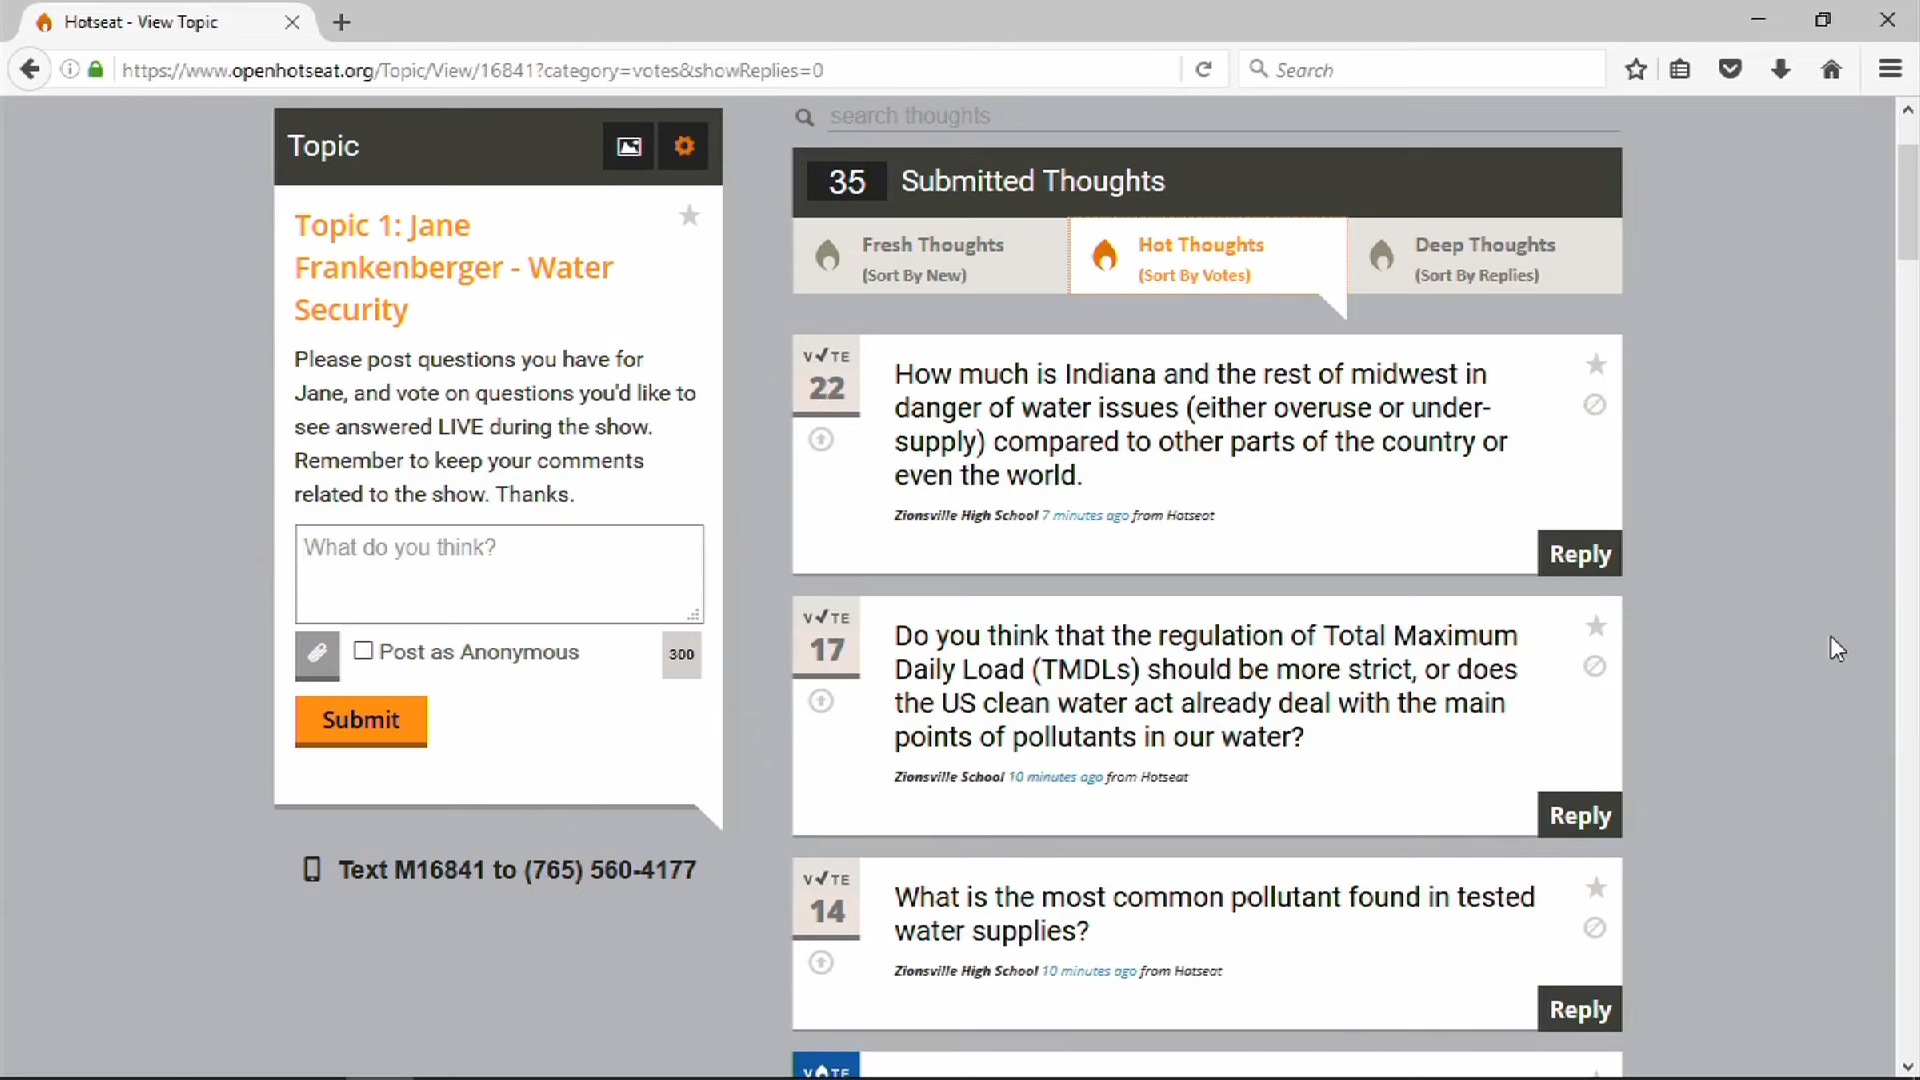 Hotseat - View Topic
https://www.openhotseat.org/Topic/View/16841?category=votes&showReplies=0
Search
Topic
Topic 1: Jane
Frankenberger - Water
Security
Please post questions you have for
Jane, and vote on questions you'd like to
see answered LIVE during the show.
Remember to keep your comments
related to the show. Thanks.
What do you think?
Post as Anonymous
300
Submit
Text M16841 to (765) 560-4177
search thoughts
35 Submitted Thoughts
Fresh Thoughts
(Sort By New)
Hot Thoughts
(Sort By Votes)
Deep Thoughts
(Sort By Replies)
VOTE
22
How much is Indiana and the rest of midwest in
danger of water issues (either overuse or under-
supply) compared to other parts of the country or
even the world.
Zionsville High School 7 minutes ago from Hotseat
Reply
VOTE
17
Do you think that the regulation of Total Maximum
Daily Load (TMDLs) should be more strict, or does
the US clean water act already deal with the main
points of pollutants in our water?
Zionsville School 10 minutes ago from Hotseat
Reply
VOTE
14
What is the most common pollutant found in tested
water supplies?
Zionsville High School 10 minutes ago from Hotseat
Reply
VOTE